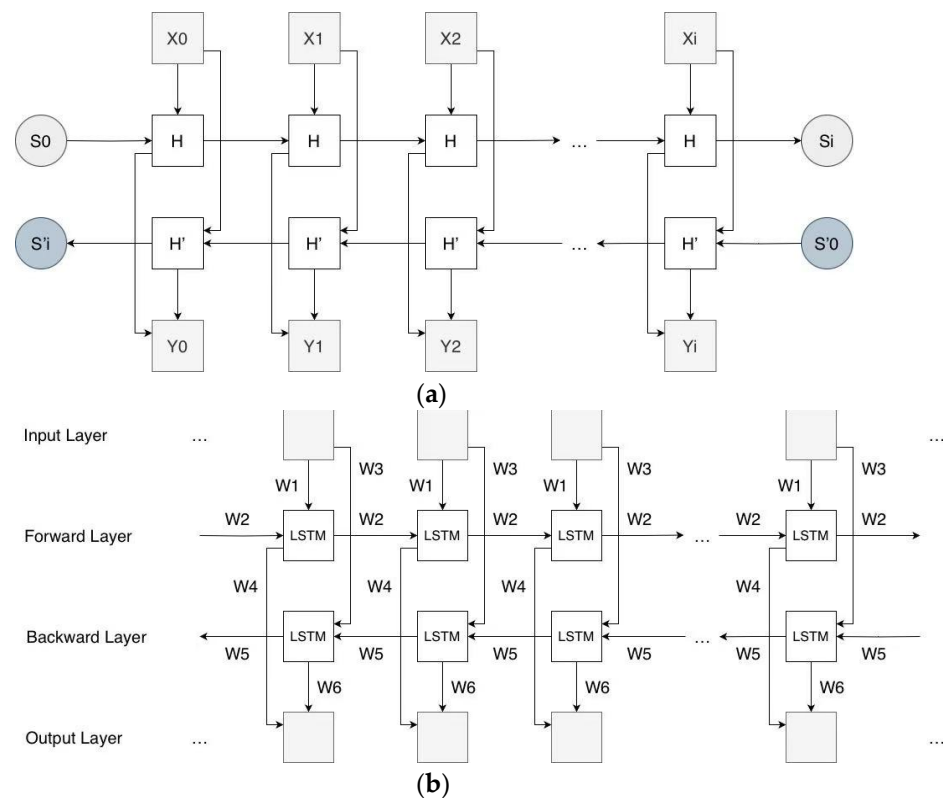 X0 X1 X2 Xi
S0 H H H ... H Si
S'i H' H' H' ... H' S'0
Y0 Y1 Y2 Yi
(a)
Input Layer ... ...
W3 W3 W3 W3
W1 W1 W1 W1
W2 W2 W2 W2 W2 W2
Forward Layer LSTM LSTM LSTM ... LSTM
W4 W4 W4 W4
Backward Layer LSTM LSTM LSTM ... LSTM
W5 W5 W5 W5 W5 W5
W6 W6 W6 W6
Output Layer ... ...
(b)